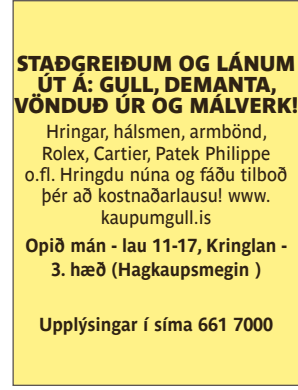 STAÐGREIÐUM OG LÁNUM
ÚT Á: GULL, DEMANTA,
VÖNDUÐ ÚR OG MÁLVERK!
Hringar, hálsmen, armbönd,
Rolex, Cartier, Patek Philippe
o.fl. Hringdu núna og fáðu tilboð
þér að kostnaðarlausu! www.
kaupumgull.is
Opið mán - lau 11-17, Kringlan -
3. hæð (Hagkaupsmegin )
Upplýsingar í síma 661 7000